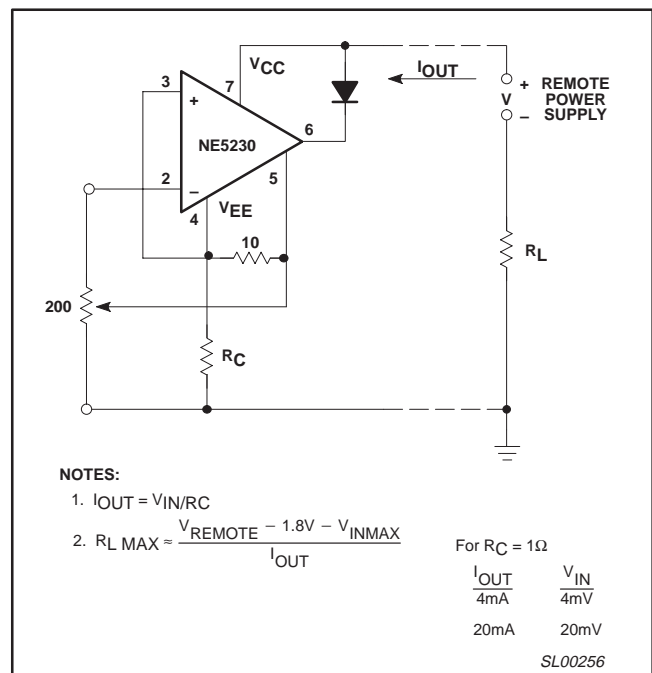 VCC
IOUT
3
7
+
+ REMOTE
V POWER
− SUPPLY
6
NE5230
5
2
−
VEE
4
10
RL
200
RC
NOTES:
1. IOUT = VIN/RC
2. RL MAX ≈ VREMOTE − 1.8V − VINMAX
IOUT
For RC = 1Ω
IOUT VIN
4mA 4mV
20mA 20mV
SL00256